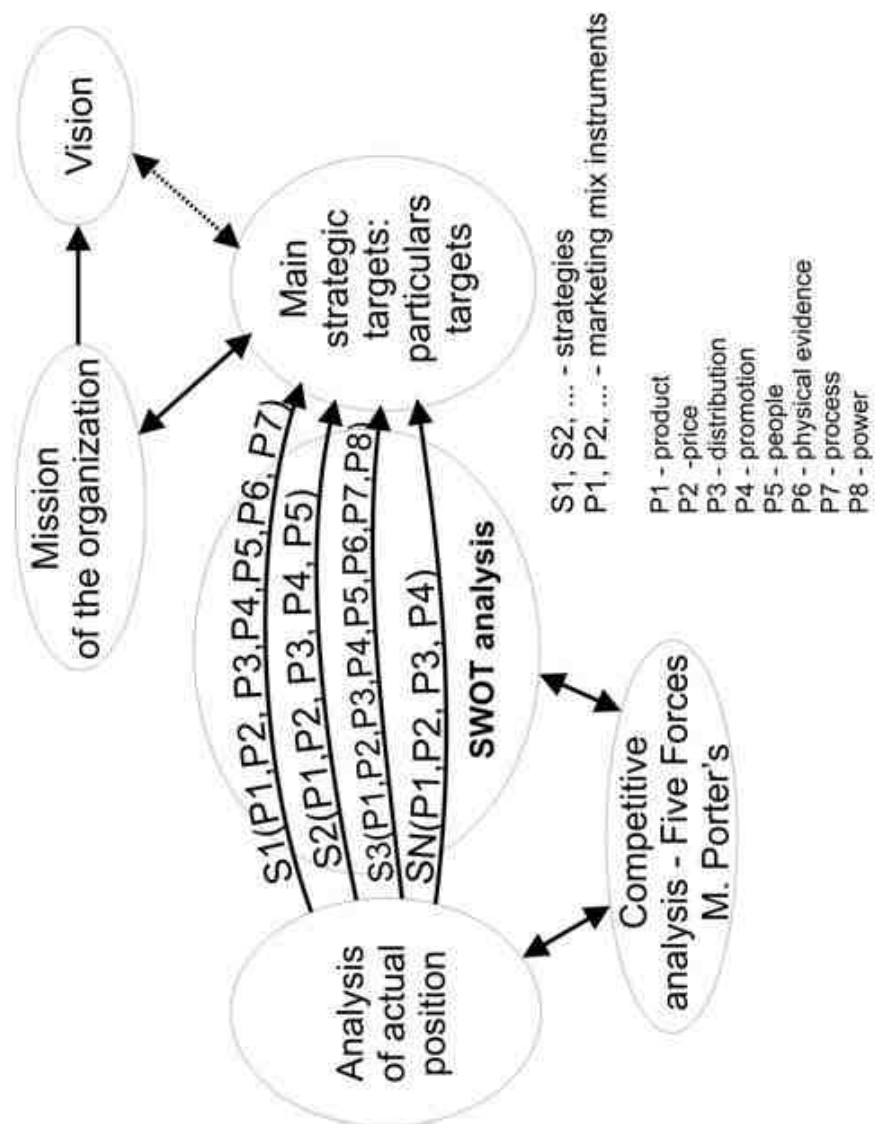 Vision
Mission
of the organization
Main
strategic
targets:
particulars
targets
S1(P1,P2, P3,P4,P5,P6, P7)
S2(P1,P2, P3, P4, P5)
S3(P1,P2,P3,P4,P5,P6,P7,P8)
SN(P1,P2, P3, P4)
SWOT analysis
Analysis
of actual
position
Competitive
analysis - Five Forces
M. Porter's
S1, S2, ... - strategies
P1, P2, ... - marketing mix instruments
P1 - product
P2 -price
P3 - distribution
P4 - promotion
P5 - people
P6 - physical evidence
P7 - process
P8 - power